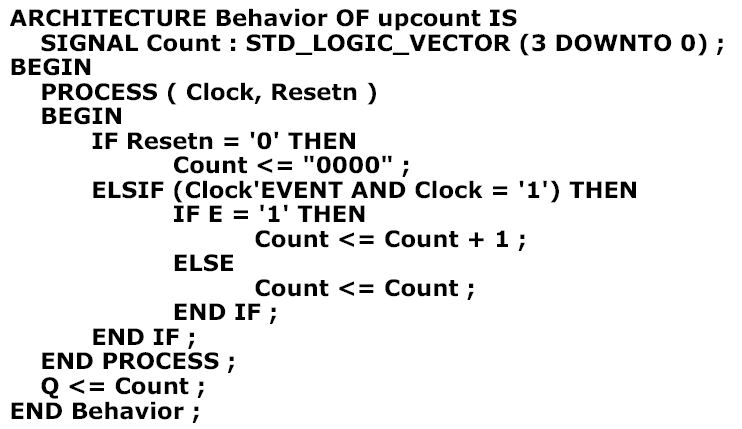 ARCHITECTURE Behavior OF upcount IS
SIGNAL Count : STD_LOGIC_VECTOR (3 DOWNTO 0) ;
BEGIN
PROCESS ( Clock, Resetn )
BEGIN
IF Resetn = '0' THEN
Count <= "0000" ;
ELSIF (Clock'EVENT AND Clock = '1') THEN
IF E = '1' THEN
Count <= Count + 1 ;
ELSE
Count <= Count ;
END IF ;
END IF ;
END PROCESS ;
Q <= Count ;
END Behavior ;